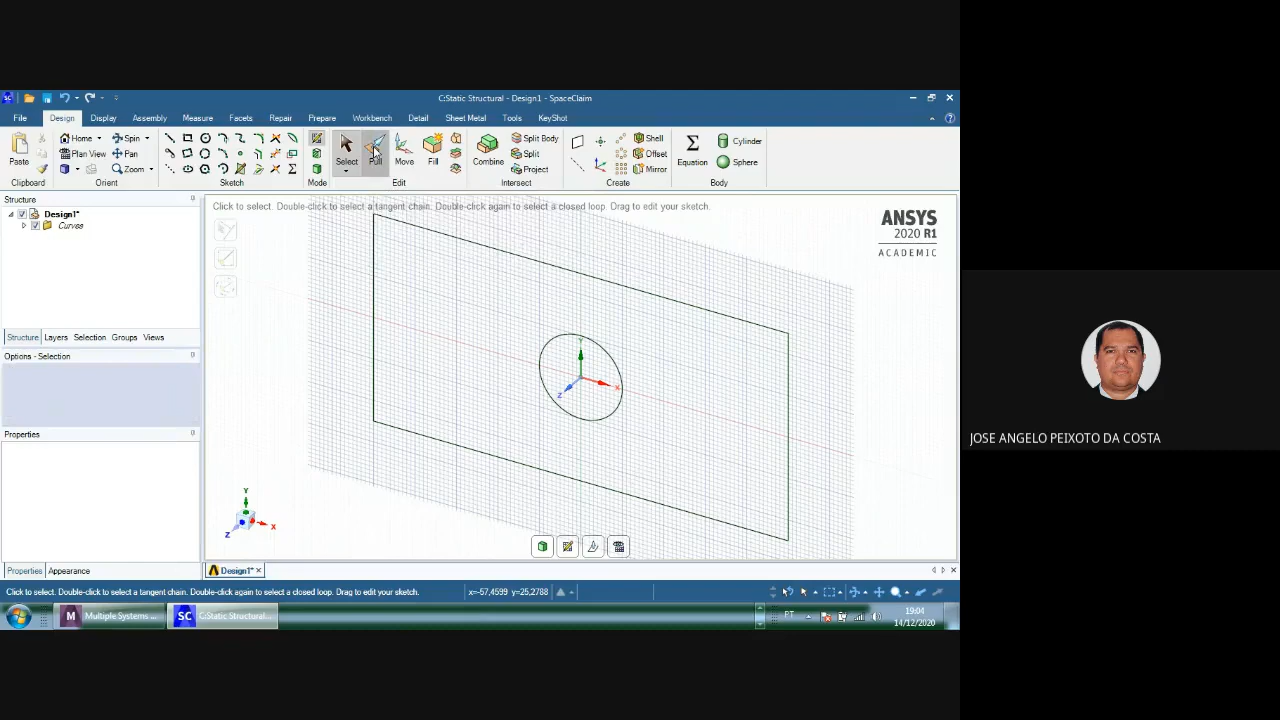 C:Static Structural - Design1 - SpaceClaim
File Design Display Assembly Measure Facets Repair Prepare Workbench Detail Sheet Metal Tools KeyShot
Home Spin
Plan View Pan
Zoom
Paste
Select
Move
Fill
Combine
Split Body
Split
Project
Shell
Offset
Mirror
Equation
Cylinder
Sphere
Clipboard Orient Sketch Mode Edit Intersect Create Body
Structure
Design1*
Curves
Structure Layers Selection Groups Views
Options - Selection
Properties
Properties Appearance
Click to select. Double-click to select a tangent chain. Double-click again to select a closed loop. Drag to edit your sketch.
ANSYS
2020 R1
ACADEMIC
Y
X
Z
Y
X
Z
Design1*
Click to select. Double-click to select a tangent chain. Double-click again to select a closed loop. Drag to edit your sketch.
x=-57,4599 y=25,2788
M Multiple Systems ...
SC C:Static Structural...
PT
19:04
14/12/2020
JOSE ANGELO PEIXOTO DA COSTA